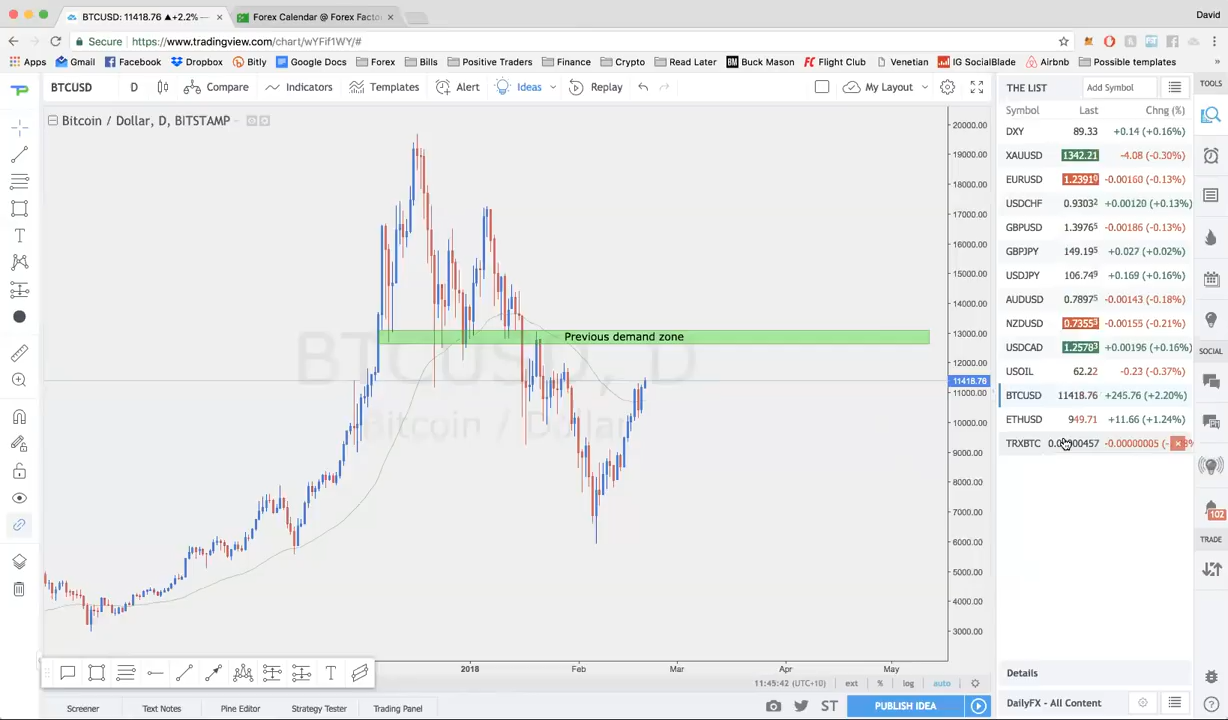 BTCUSD: 11418.76 ▲+2.2%
Forex Calendar @ Forex Facto
David
Secure
https://www.tradingview.com/chart/wYFif1WY/#
Apps Gmail Facebook Dropbox Bitly Google Docs Forex Bills Positive Traders Finance Crypto Read Later Buck Mason Flight Club Venetian IG SocialBlade Airbnb Possible templates »
BTCUSD D Compare Indicators Templates Alert Ideas Replay My Layout
THE LIST Add Symbol
TOOLS
Symbol Last Chng (%)
Bitcoin / Dollar, D, BITSTAMP
DXY 89.33 +0.14 (+0.16%)
XAUUSD 1342.21 -4.08 (-0.30%)
EURUSD 1.23910 -0.00160 (-0.13%)
USDCHF 0.93032 +0.00120 (+0.13%)
GBPUSD 1.39765 -0.00186 (-0.13%)
GBPJPY 149.195 +0.027 (+0.02%)
USDJPY 106.749 +0.169 (+0.16%)
AUDUSD 0.78975 -0.00143 (-0.18%)
NZDUSD 0.73553 -0.00155 (-0.21%)
USDCAD 1.25783 +0.00196 (+0.16%)
USOIL 62.22 -0.23 (-0.37%)
BTCUSD 11418.76 +245.76 (+2.20%)
ETHUSD 949.71 +11.66 (+1.24%)
TRXBTC -0.00000005
SOCIAL
102
TRADE
20000.00
19000.00
18000.00
17000.00
16000.00
15000.00
14000.00
13000.00
12000.00
11418.76
11000.00
10000.00
9000.00
8000.00
7000.00
6000.00
5000.00
4000.00
3000.00
Previous demand zone
BTCUSD, D
Bitcoin / Dollar
2018 Feb Mar Apr May
11:45:42 (UTC+10) ext % log auto
Details
Screener Text Notes Pine Editor Strategy Tester Trading Panel
ST
PUBLISH IDEA
DailyFX - All Content